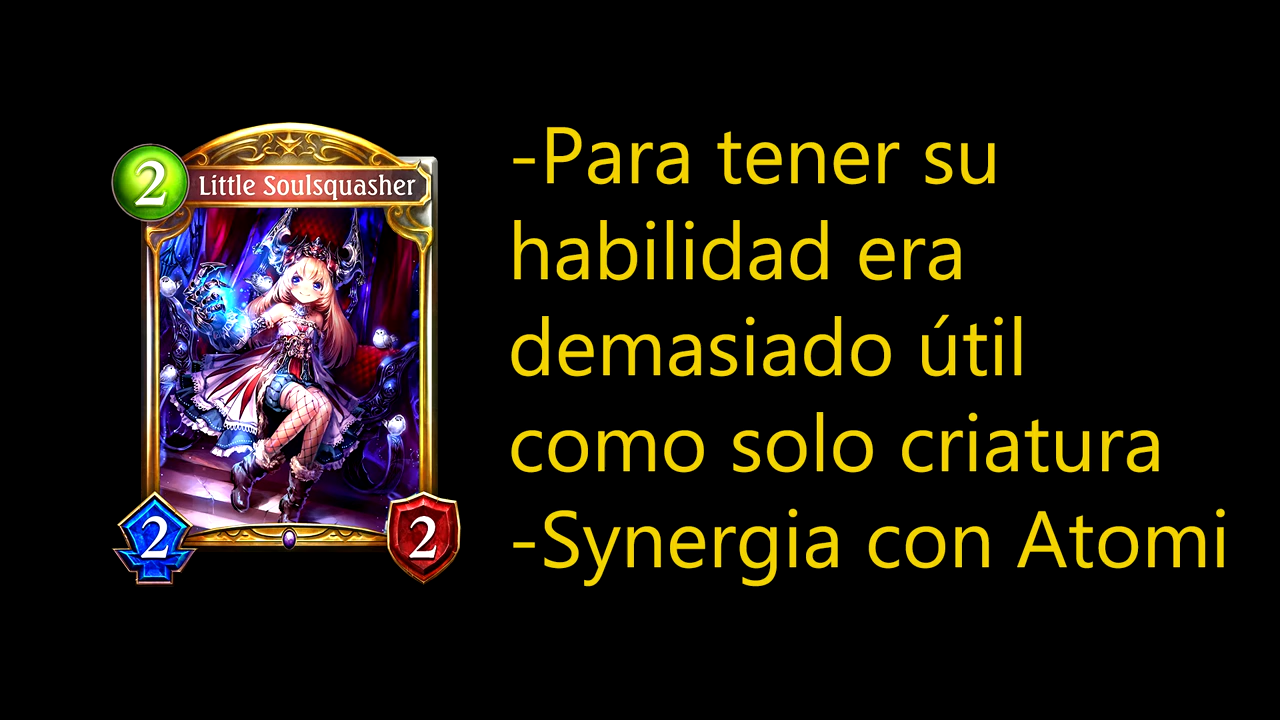 2
Little Soulsquasher
2
2
-Para tener su
habilidad era
demasiado útil
como solo criatura
-Synergia con Atomi